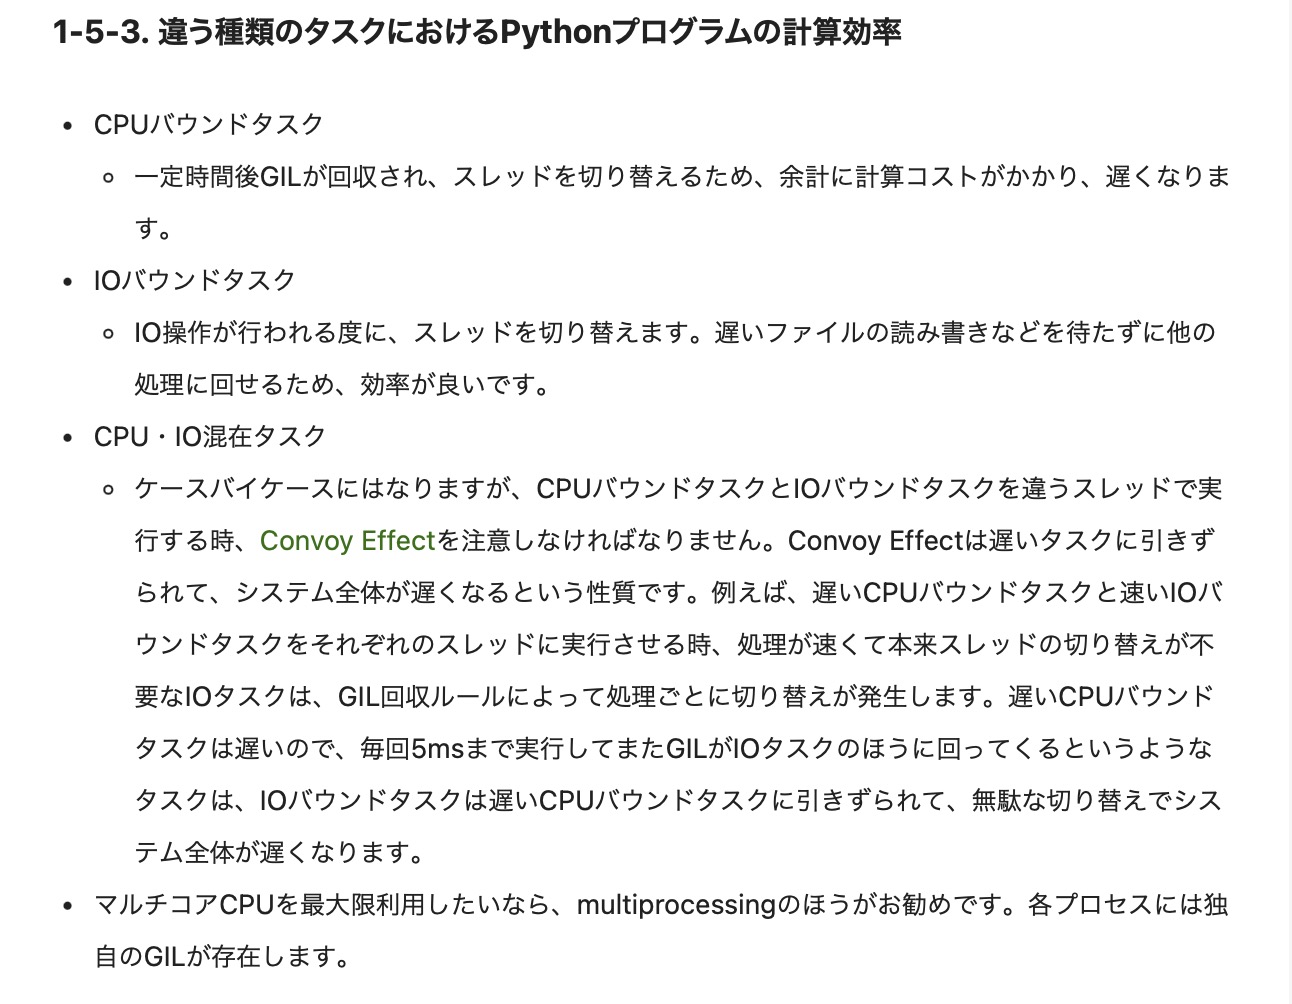 1-5-3. 違う種類のタスクにおけるPythonプログラムの計算効率
• CPUバウンドタスク
◦ 一定時間後GILが回収され、スレッドを切り替えるため、余計に計算コストがかかり、遅くなりま
す。
• IOバウンドタスク
◦ IO操作が行われる度に、スレッドを切り替えます。遅いファイルの読み書きなどを待たずに他の
処理に回せるため、効率が良いです。
• CPU・IO混在タスク
◦ ケースバイケースにはなりますが、CPUバウンドタスクとIOバウンドタスクを違うスレッドで実
行する時、Convoy Effectを注意しなければなりません。Convoy Effectは遅いタスクに引きず
られて、システム全体が遅くなるという性質です。例えば、遅いCPUバウンドタスクと速いIOバ
ウンドタスクをそれぞれのスレッドに実行させる時、処理が速くて本来スレッドの切り替えが不
要なIOタスクは、GIL回収ルールによって処理ごとに切り替えが発生します。遅いCPUバウンド
タスクは遅いので、毎回5msまで実行してまたGILがIOタスクのほうに回ってくるというような
タスクは、IOバウンドタスクは遅いCPUバウンドタスクに引きずられて、無駄な切り替えでシス
テム全体が遅くなります。
• マルチコアCPUを最大限利用したいなら、multiprocessingのほうがお勧めです。各プロセスには独
自のGILが存在します。